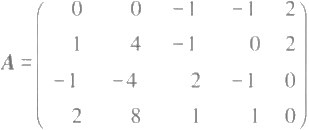 A =
0 0 −1 −1 2
1 4 −1 0 2
−1 −4 2 −1 0
2 8 1 1 0